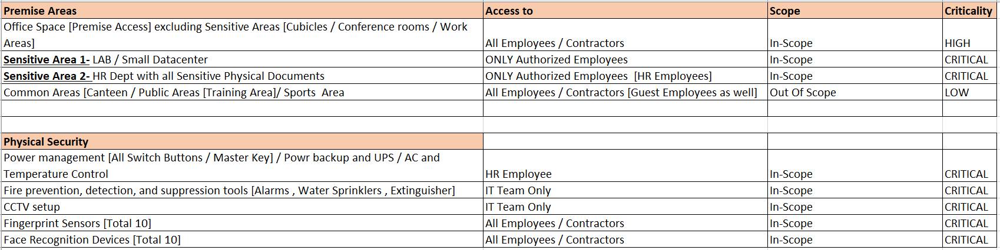 Premise Areas Access to Scope Criticality
Office Space [Premise Access] excluding Sensitive Areas [Cubicles / Conference rooms / Work
Areas] All Employees / Contractors In-Scope HIGH
Sensitive Area 1- LAB / Small Datacenter ONLY Authorized Employees In-Scope CRITICAL
Sensitive Area 2- HR Dept with all Sensitive Physical Documents ONLY Authorized Employees  [HR Employees] In-Scope CRITICAL
Common Areas [Canteen / Public Areas [Training Area]/ Sports  Area All Employees / Contractors [Guest Employees as well] Out Of Scope LOW
Physical Security
Power management [All Switch Buttons / Master Key] / Powr backup and UPS / AC and
Temperature Control HR Employee In-Scope CRITICAL
Fire prevention, detection, and suppression tools [Alarms , Water Sprinklers , Extinguisher] IT Team Only In-Scope CRITICAL
CCTV setup IT Team Only In-Scope CRITICAL
Fingerprint Sensors [Total 10] All Employees / Contractors In-Scope CRITICAL
Face Recognition Devices [Total 10] All Employees / Contractors In-Scope CRITICAL